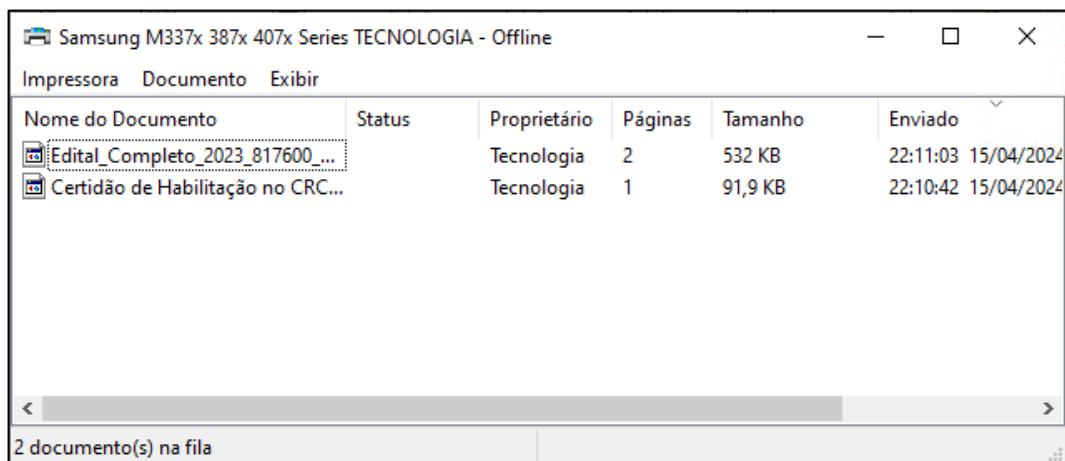 Samsung M337x 387x 407x Series TECNOLOGIA - Offline
Impressora Documento Exibir
Nome do Documento Status Proprietário Páginas Tamanho Enviado
Edital_Completo_2023_817600_... Tecnologia 2 532 KB 22:11:03 15/04/2024
Certidão de Habilitação no CRC... Tecnologia 1 91,9 KB 22:10:42 15/04/2024
2 documento(s) na fila